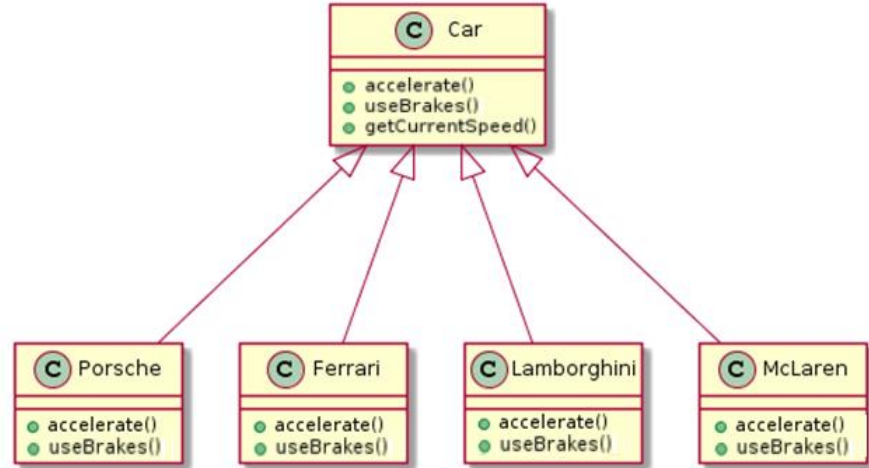 C Car
accelerate()
useBrakes()
getCurrentSpeed()
C Porsche
accelerate()
useBrakes()
C Ferrari
accelerate()
useBrakes()
C Lamborghini
accelerate()
useBrakes()
C McLaren
accelerate()
useBrakes()